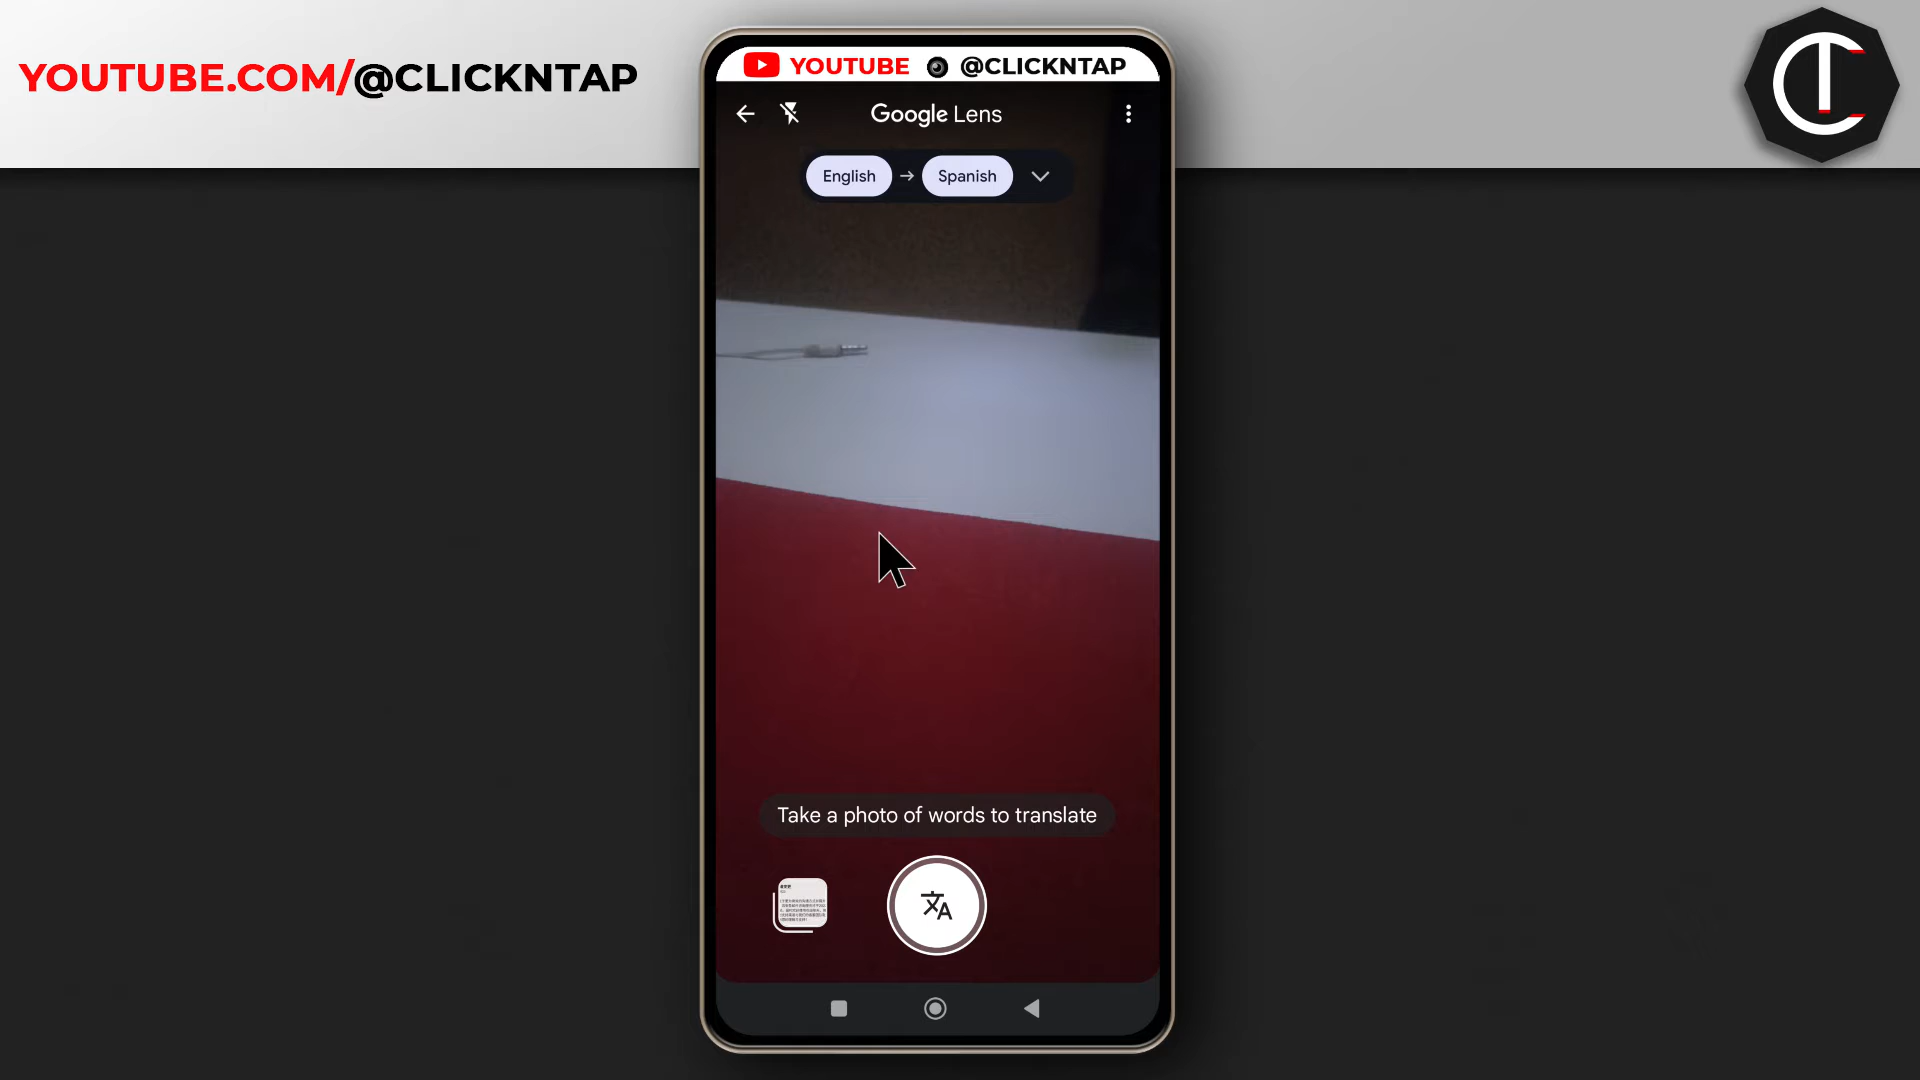 YOUTUBE.COM/@CLICKNTAP
YOUTUBE @CLICKNTAP
Google Lens
English → Spanish
Take a photo of words to translate